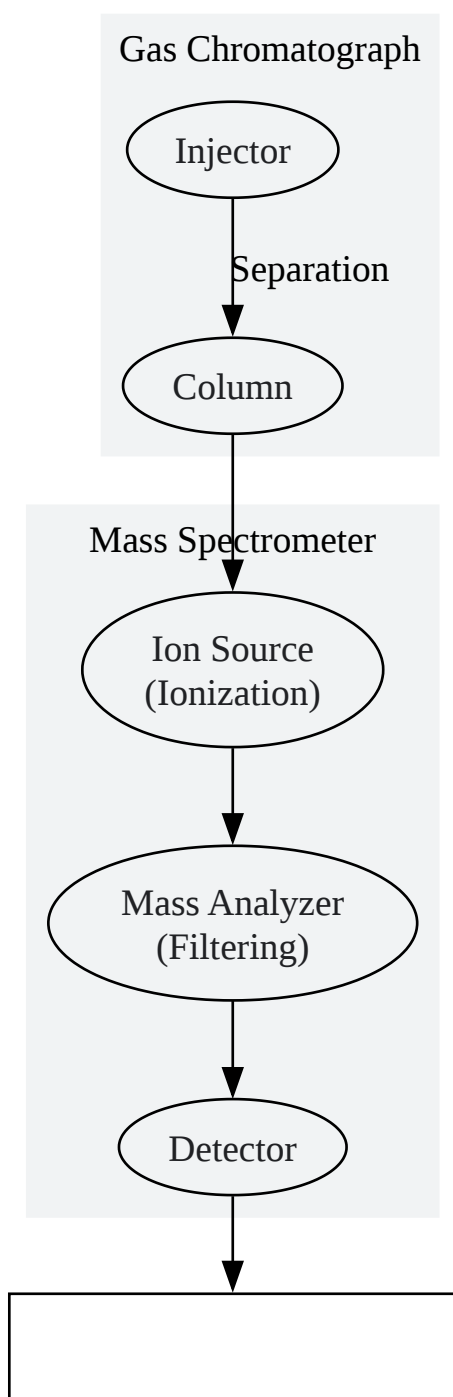 Gas Chromatograph
Injector
Separation
Column
Mass Spectrometer
Ion Source
(Ionization)
Mass Analyzer
(Filtering)
Detector